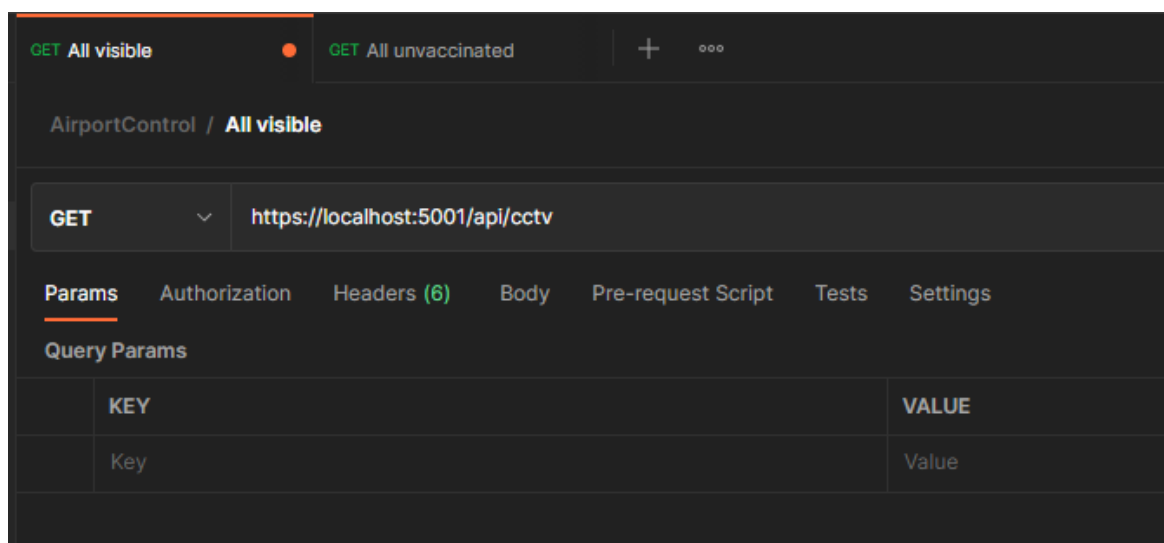 GET All visible
GET All unvaccinated
AirportControl / All visible
GET https://localhost:5001/api/cctv
Params Authorization Headers (6) Body Pre-request Script Tests Settings
Query Params
KEY VALUE
Key Value